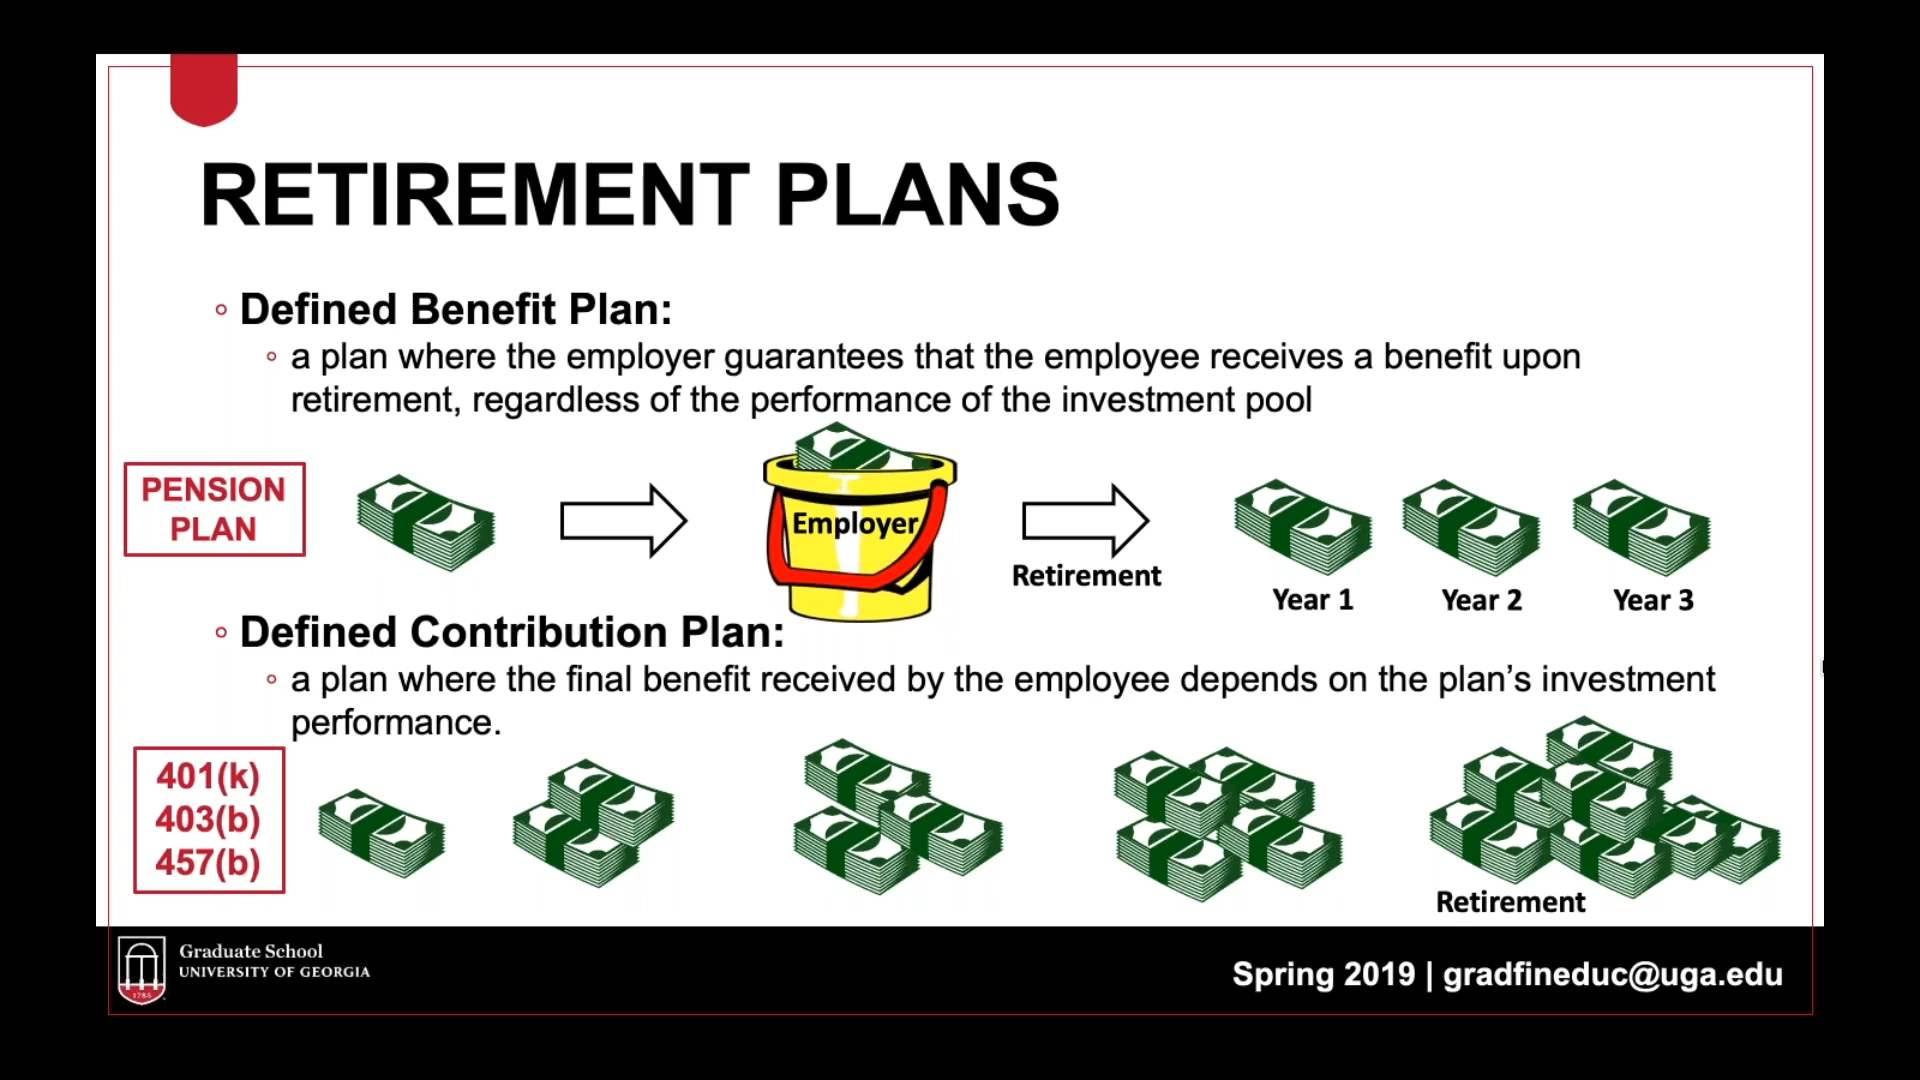 RETIREMENT PLANS
Defined Benefit Plan:
a plan where the employer guarantees that the employee receives a benefit upon
retirement, regardless of the performance of the investment pool
PENSION
PLAN
Employer
Retirement
Year 1
Year 2
Year 3
Defined Contribution Plan:
a plan where the final benefit received by the employee depends on the plan’s investment
performance.
401(k)
403(b)
457(b)
Retirement
Graduate School
UNIVERSITY OF GEORGIA
1785
Spring 2019 | gradfineduc@uga.edu